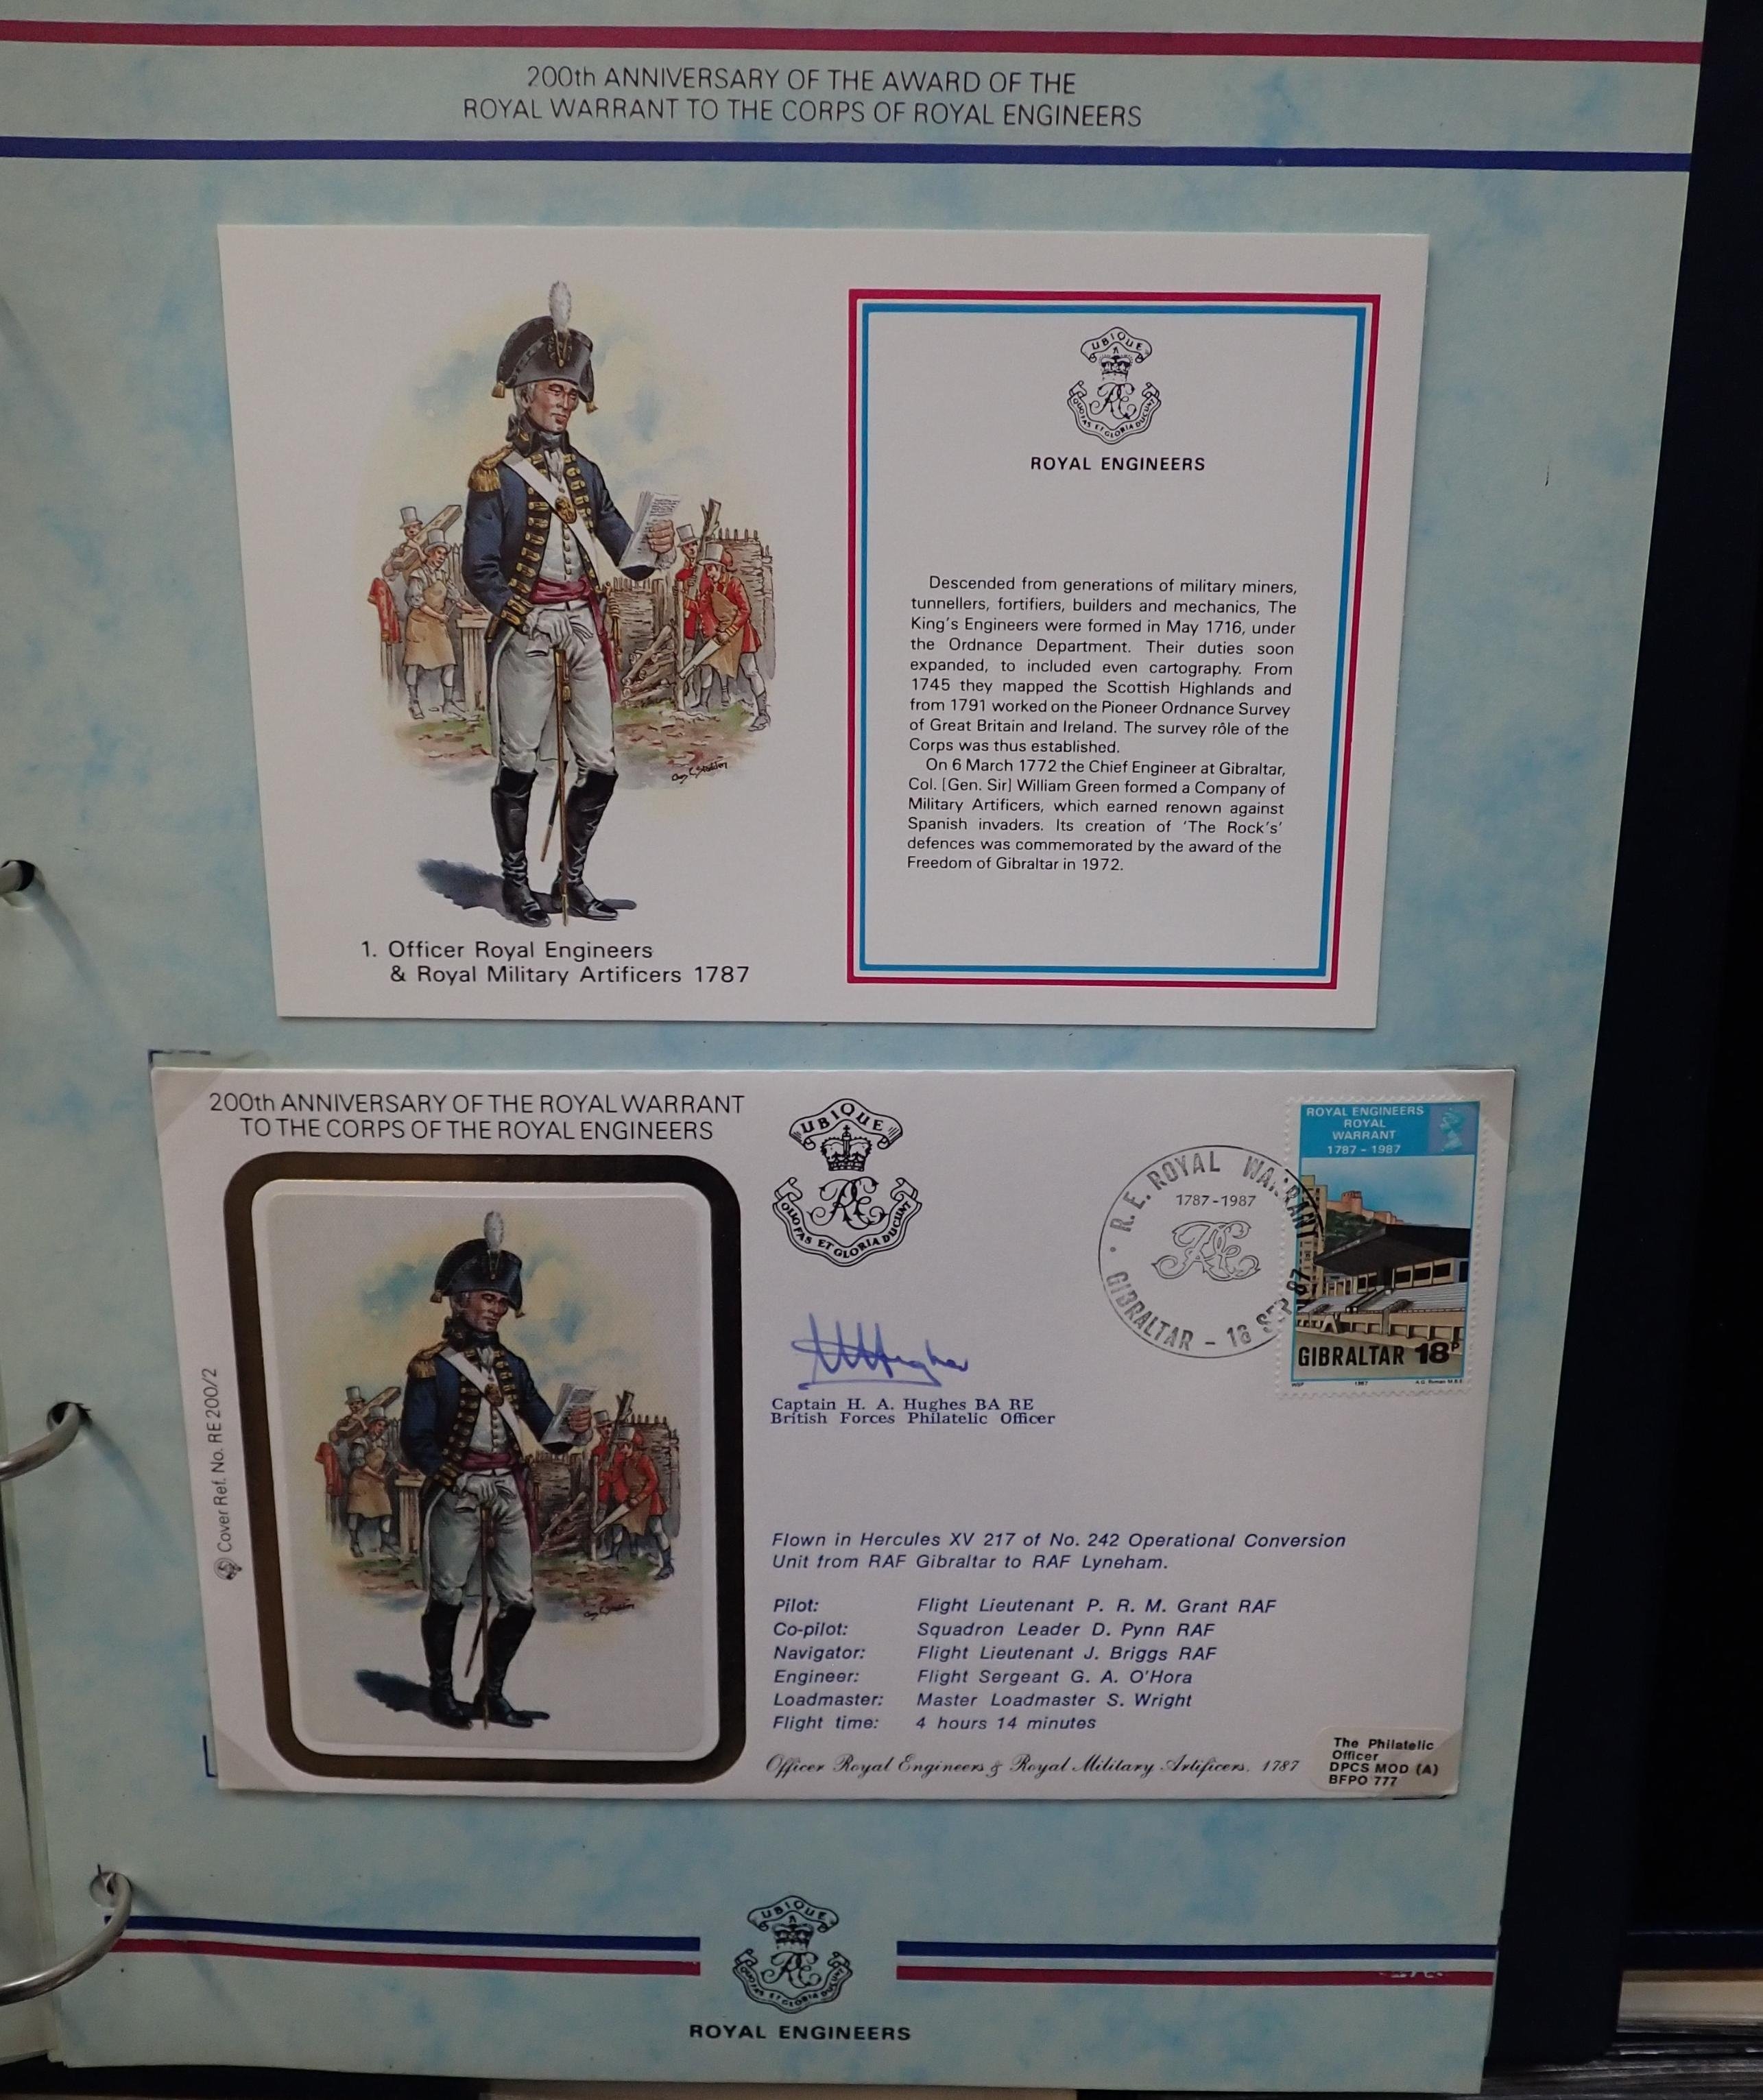 200th ANNIVERSARY OF THE AWARD OF THE
ROYAL WARRANT TO THE CORPS OF ROYAL ENGINEERS
UBIQUE
QUO FAS ET GLORIA DUCUNT
ROYAL ENGINEERS
Descended from generations of military miners,
tunnellers, fortifiers, builders and mechanics, The
King's Engineers were formed in May 1716, under
the Ordnance Department. Their duties soon
expanded, to included even cartography. From
1745 they mapped the Scottish Highlands and
from 1791 worked on the Pioneer Ordnance Survey
of Great Britain and Ireland. The survey rôle of the
Corps was thus established.
On 6 March 1772 the Chief Engineer at Gibraltar,
Col. [Gen. Sir] William Green formed a Company of
Military Artificers, which earned renown against
Spanish invaders. Its creation of 'The Rock's'
defences was commemorated by the award of the
Freedom of Gibraltar in 1972.
1. Officer Royal Engineers
& Royal Military Artificers 1787
200th ANNIVERSARY OF THE ROYAL WARRANT
TO THE CORPS OF THE ROYAL ENGINEERS
Cover Ref. No. RE 200/2
UBIQUE
QUO FAS ET GLORIA DUCUNT
R.E. ROYAL WARRANT
1787-1987
RE
GIBRALTAR - 16 SEP 87
ROYAL ENGINEERS
ROYAL
WARRANT
1787 - 1987
GIBRALTAR 18P
1987
Hughes
Captain H. A. Hughes BA RE
British Forces Philatelic Officer
Flown in Hercules XV 217 of No. 242 Operational Conversion
Unit from RAF Gibraltar to RAF Lyneham.
Pilot: Flight Lieutenant P. R. M. Grant RAF
Co-pilot: Squadron Leader D. Pynn RAF
Navigator: Flight Lieutenant J. Briggs RAF
Engineer: Flight Sergeant G. A. O'Hora
Loadmaster: Master Loadmaster S. Wright
Flight time: 4 hours 14 minutes
Officer Royal Engineers & Royal Military Artificers, 1787
The Philatelic
Officer
DPCS MOD (A)
BFPO 777
UBIQUE
QUO FAS ET GLORIA DUCUNT
ROYAL ENGINEERS